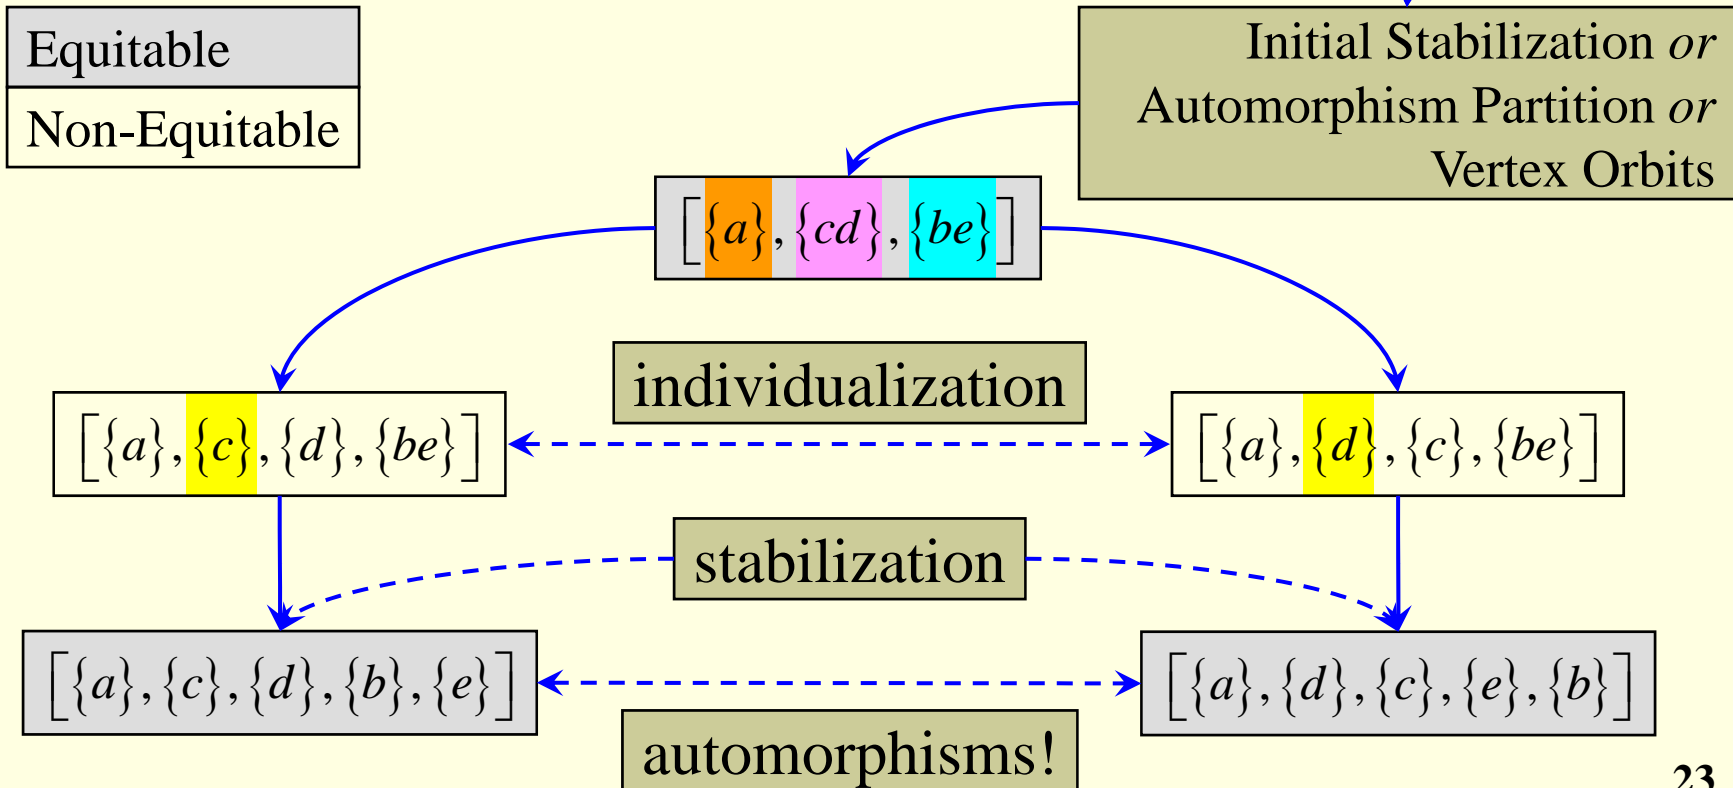 Equitable
Non-Equitable
Initial Stabilization or
Automorphism Partition or
Vertex Orbits
[{a}, {cd}, {be}]
individualization
[{a}, {c}, {d}, {be}]
[{a}, {d}, {c}, {be}]
stabilization
[{a}, {c}, {d}, {b}, {e}]
[{a}, {d}, {c}, {e}, {b}]
automorphisms!
23